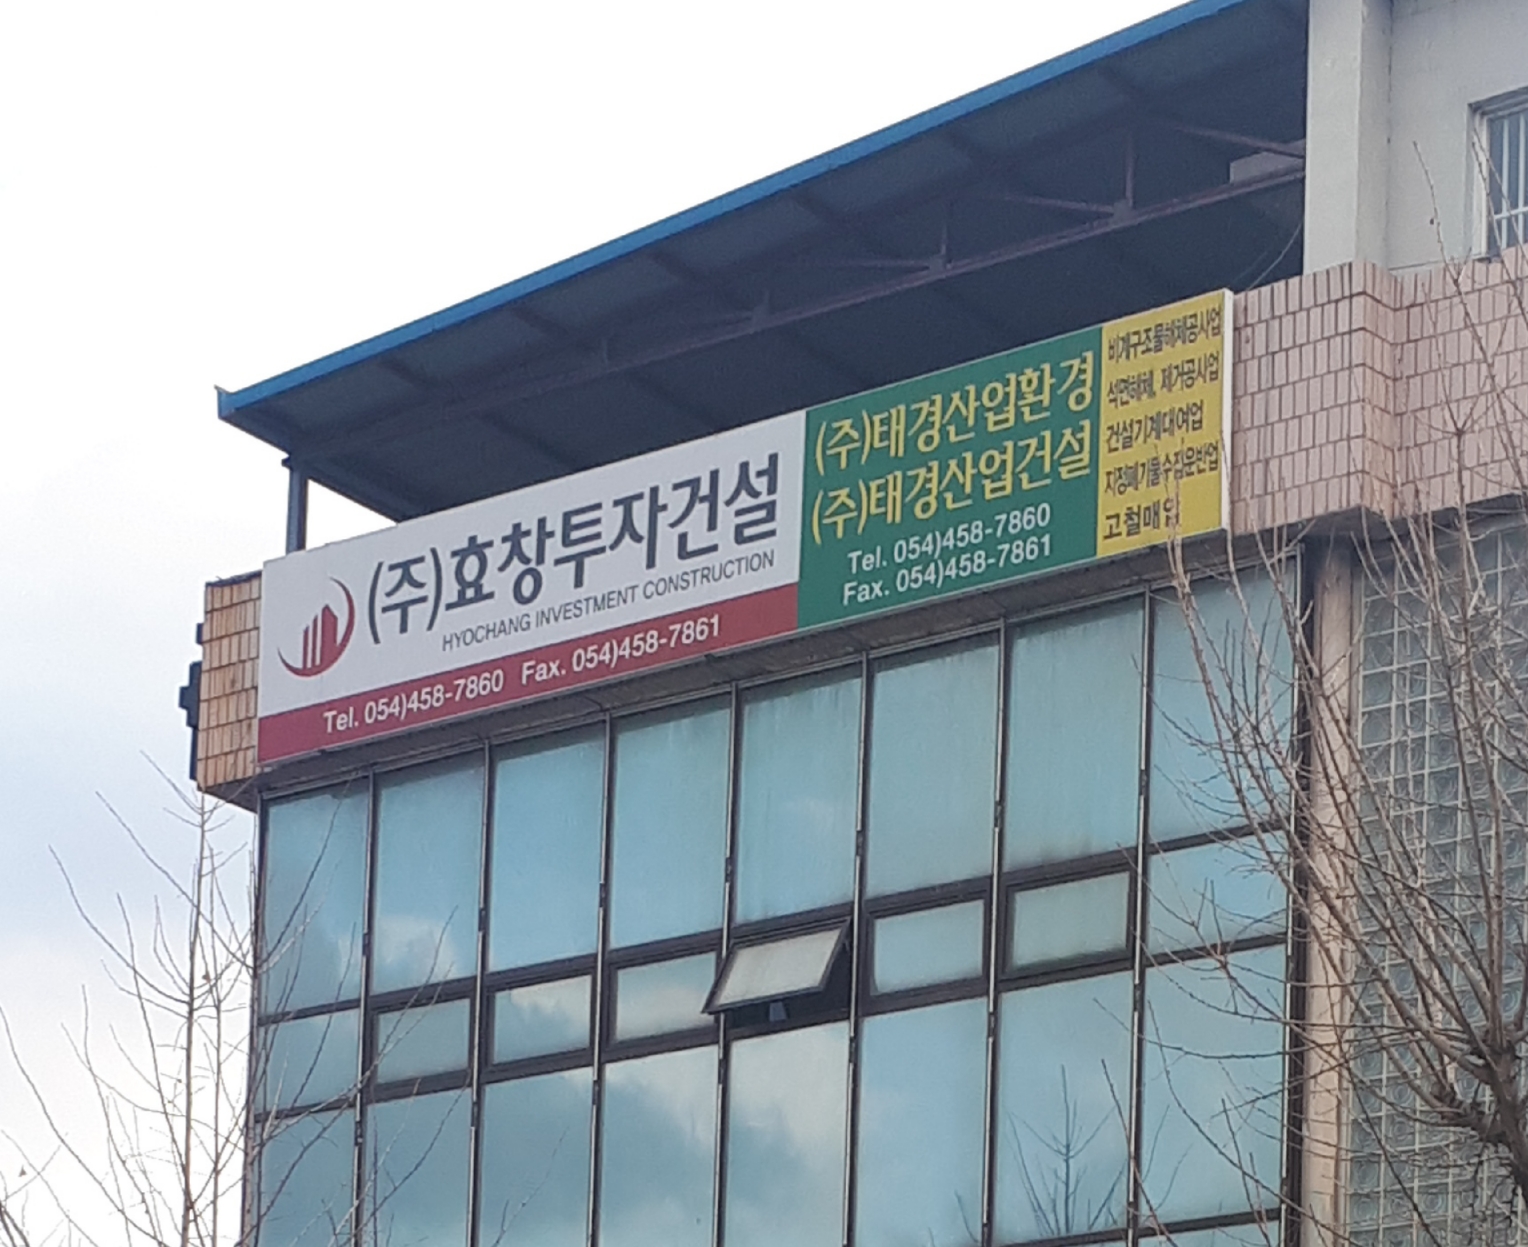 (주)효창투자건설
HYOCHANG INVESTMENT CONSTRUCTION
Tel. 054)458-7860 Fax. 054)458-7861
(주)태경산업환경
(주)태경산업건설
Tel. 054)458-7860
Fax. 054)458-7861
비계구조물해체공사업
석면해체, 제거공사업
건설기계대여업
지정폐기물수집운반업
고철매입